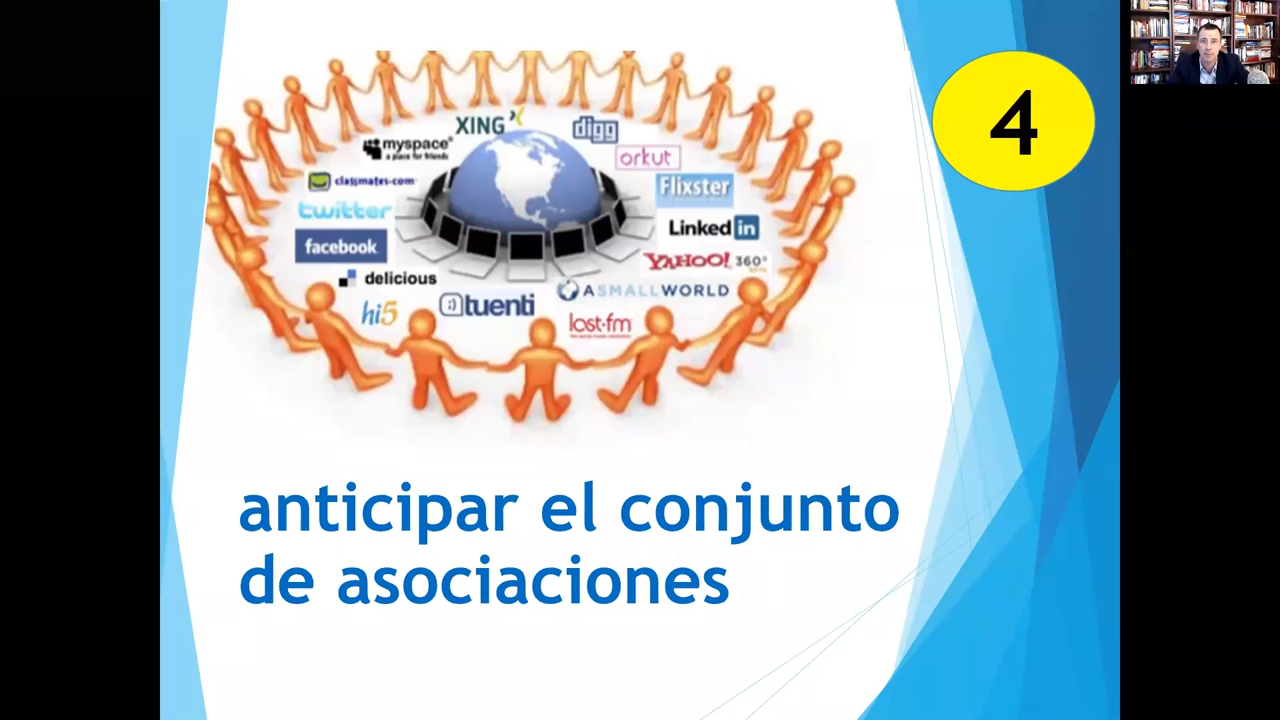 4
XING
digg
myspace
a place for friends
orkut
classmates.com
Flixster
twitter
LinkedIn
facebook
YAHOO! 360°
BETA
delicious
ASMALLWORLD
hi5
tuenti
last.fm
anticipar el conjunto
de asociaciones